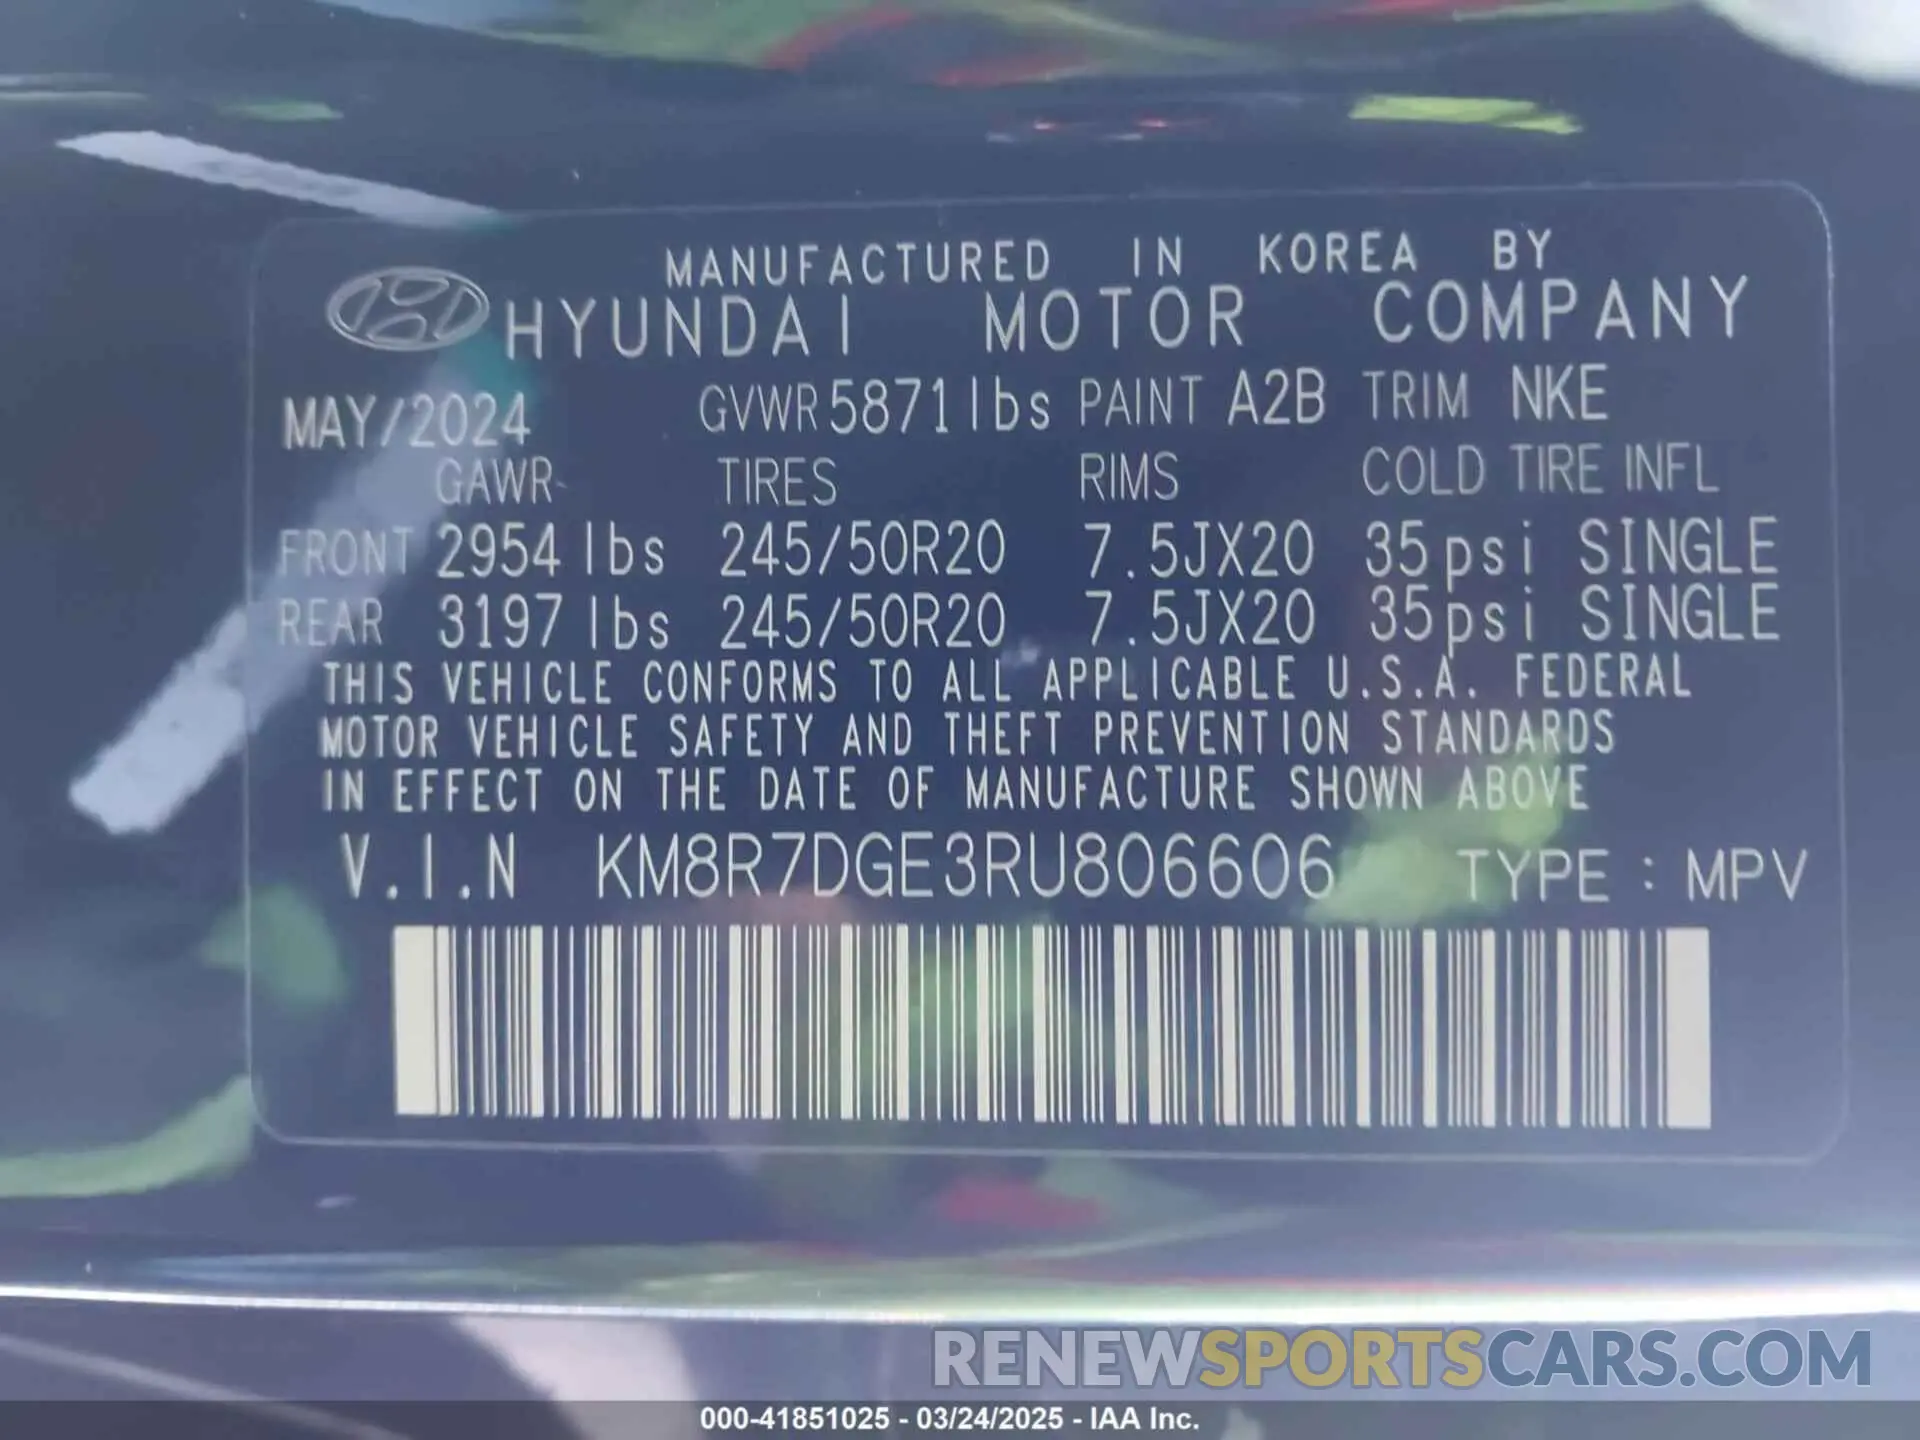 MANUFACTURED IN KOREA BY
HYUNDAI MOTOR COMPANY
MAY/2024 GVWR 5871lbs PAINT A2B TRIM NKE
GAWR TIRES RIMS COLD TIRE INFL
FRONT 2954 lbs 245/50R20 7.5JX20 35psi SINGLE
REAR 3197 lbs 245/50R20 7.5JX20 35psi SINGLE
THIS VEHICLE CONFORMS TO ALL APPLICABLE U.S.A. FEDERAL
MOTOR VEHICLE SAFETY AND THEFT PREVENTION STANDARDS
IN EFFECT ON THE DATE OF MANUFACTURE SHOWN ABOVE
V.I.N KM8R7DGE3RU806606 TYPE : MPV
RENEWSPORTSCARS.COM
000-41851025 - 03/24/2025 - IAA Inc.